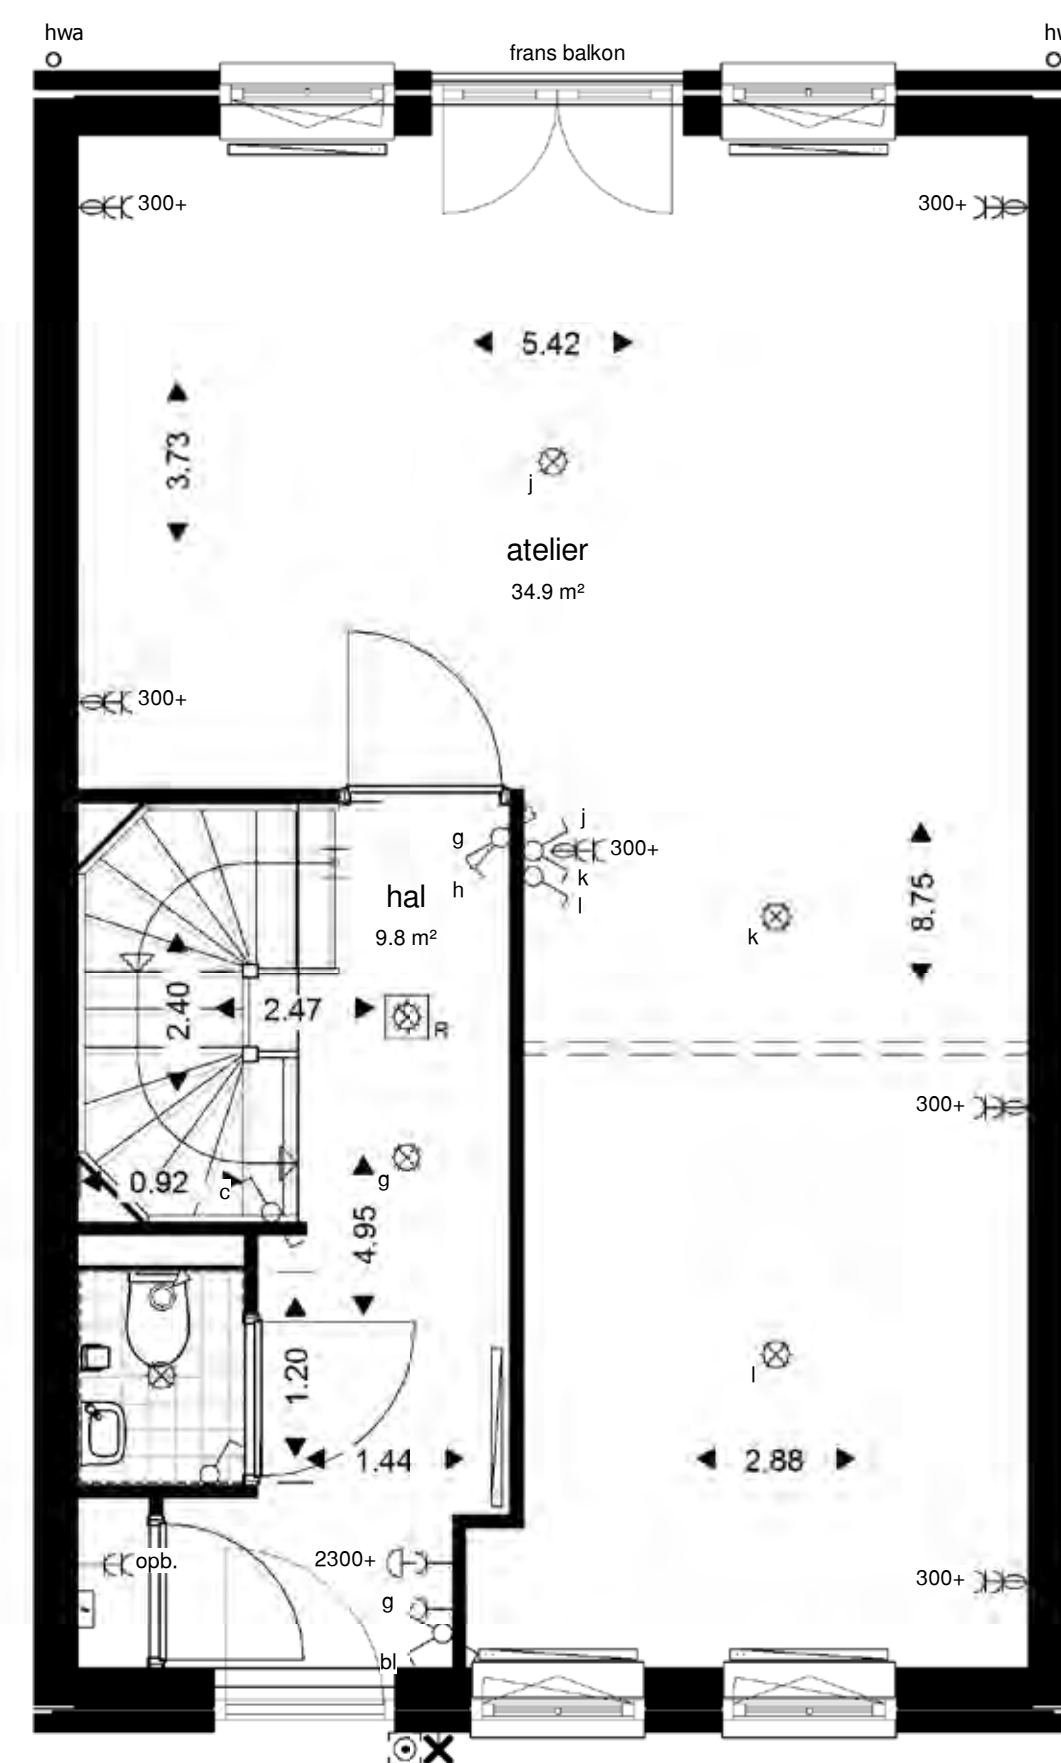 hwa
hw
frans balkon
300+
300+
5.42
3.73
j
atelier
34.9 m²
300+
j
g
300+
k
h
l
hal
9.8 m²
8.75
k
2.40
2.47
R
300+
0.92
c
g
4.95
1.20
l
1.44
2.88
opb.
2300+
300+
g
bl